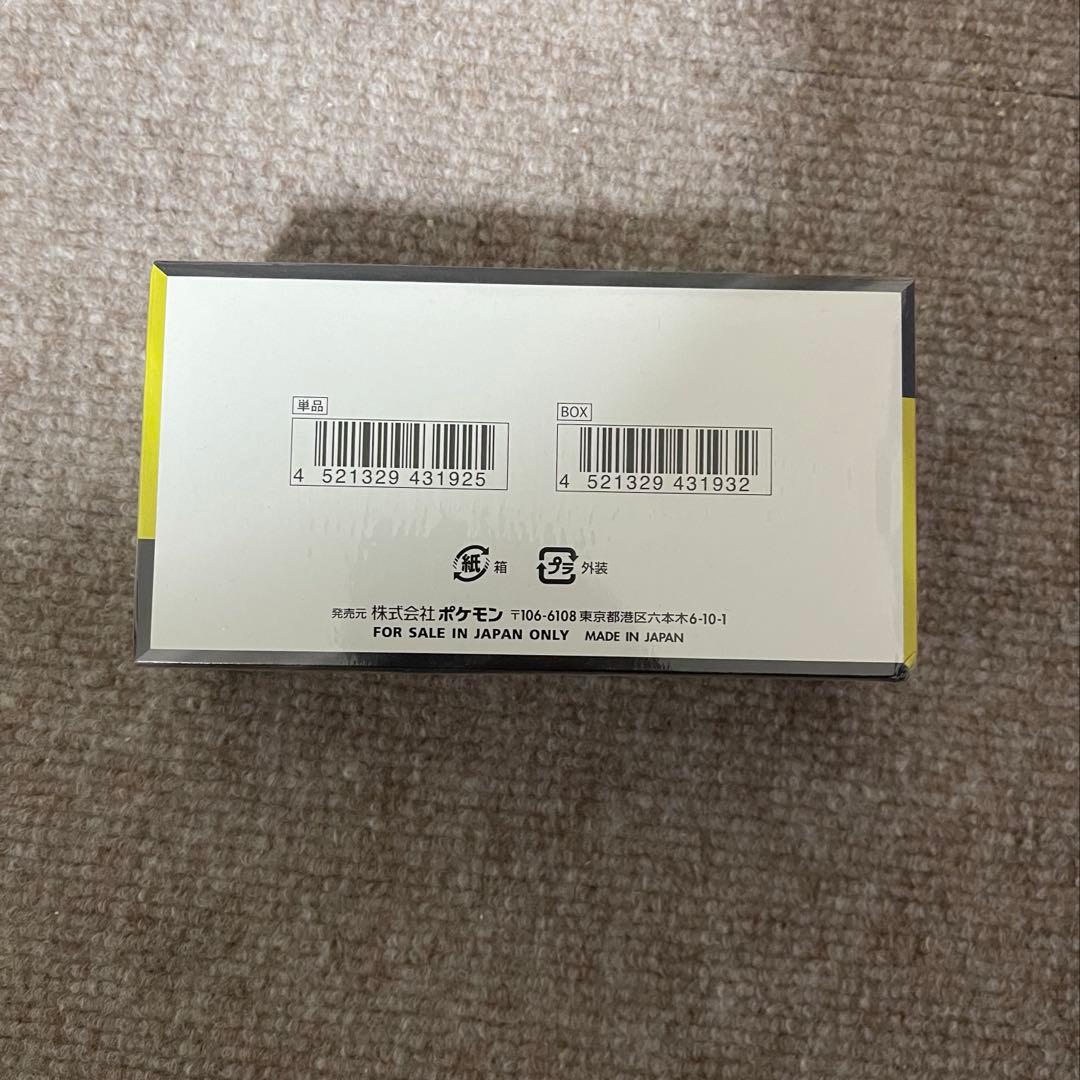 単品
4 521329 431925
BOX
4 521329 431932
紙 箱
プラ 外装
発売元 株式会社 ポケモン 〒106-6108 東京都港区六本木6-10-1
FOR SALE IN JAPAN ONLY MADE IN JAPAN